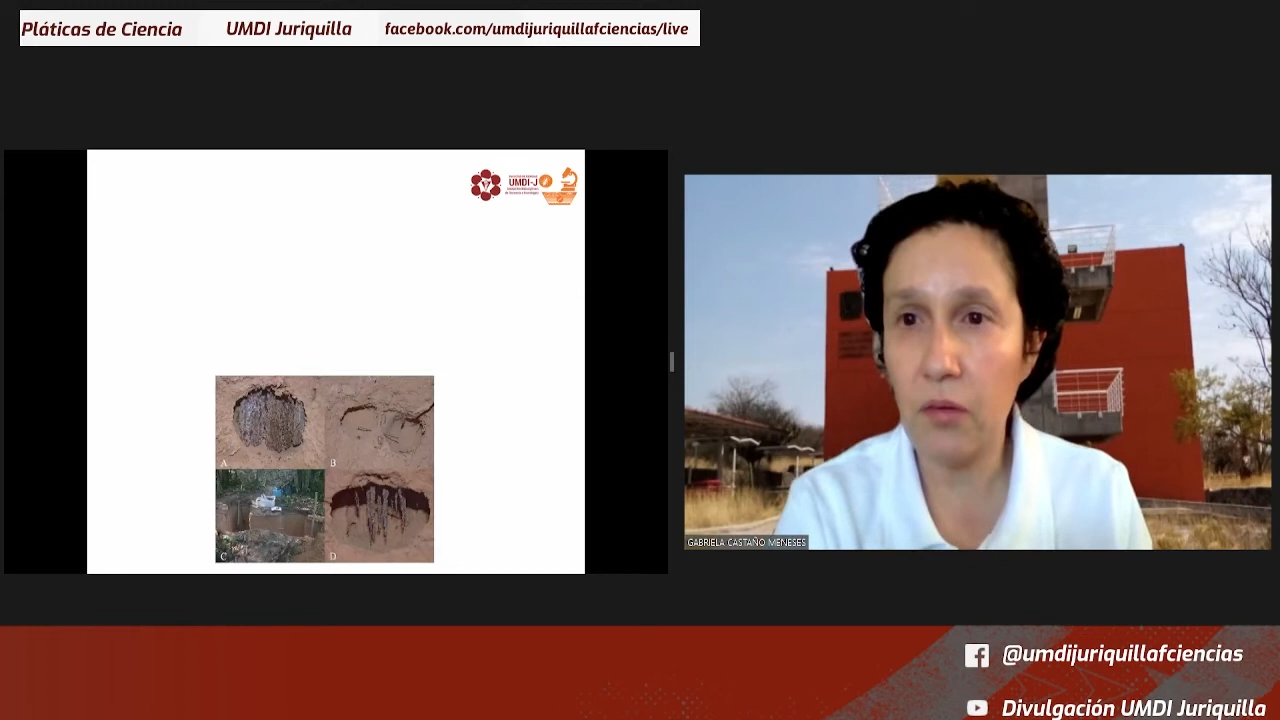 Pláticas de Ciencia UMDI Juriquilla facebook.com/umdijuriquillafciencias/live
UMDI-J
A B
C D
GABRIELA CASTAÑO MENESES
@umdijuriquillafciencias
Divulgación UMDI Juriquilla